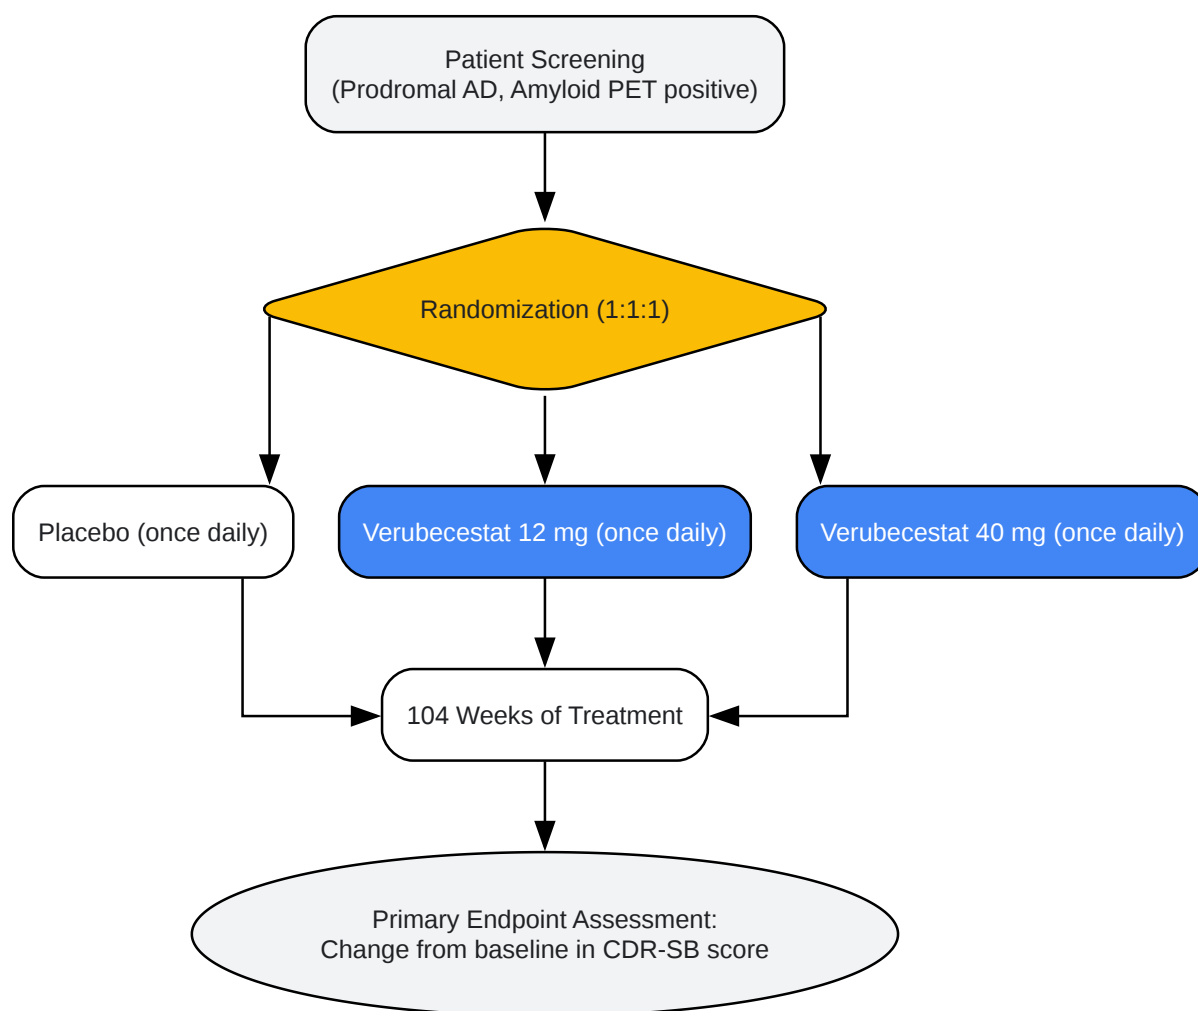 Patient Screening
(Prodromal AD, Amyloid PET positive)
Randomization (1:1:1)
Placebo (once daily)
Verubecestat 12 mg (once daily)
Verubecestat 40 mg (once daily)
104 Weeks of Treatment
Primary Endpoint Assessment:
Change from baseline in CDR-SB score